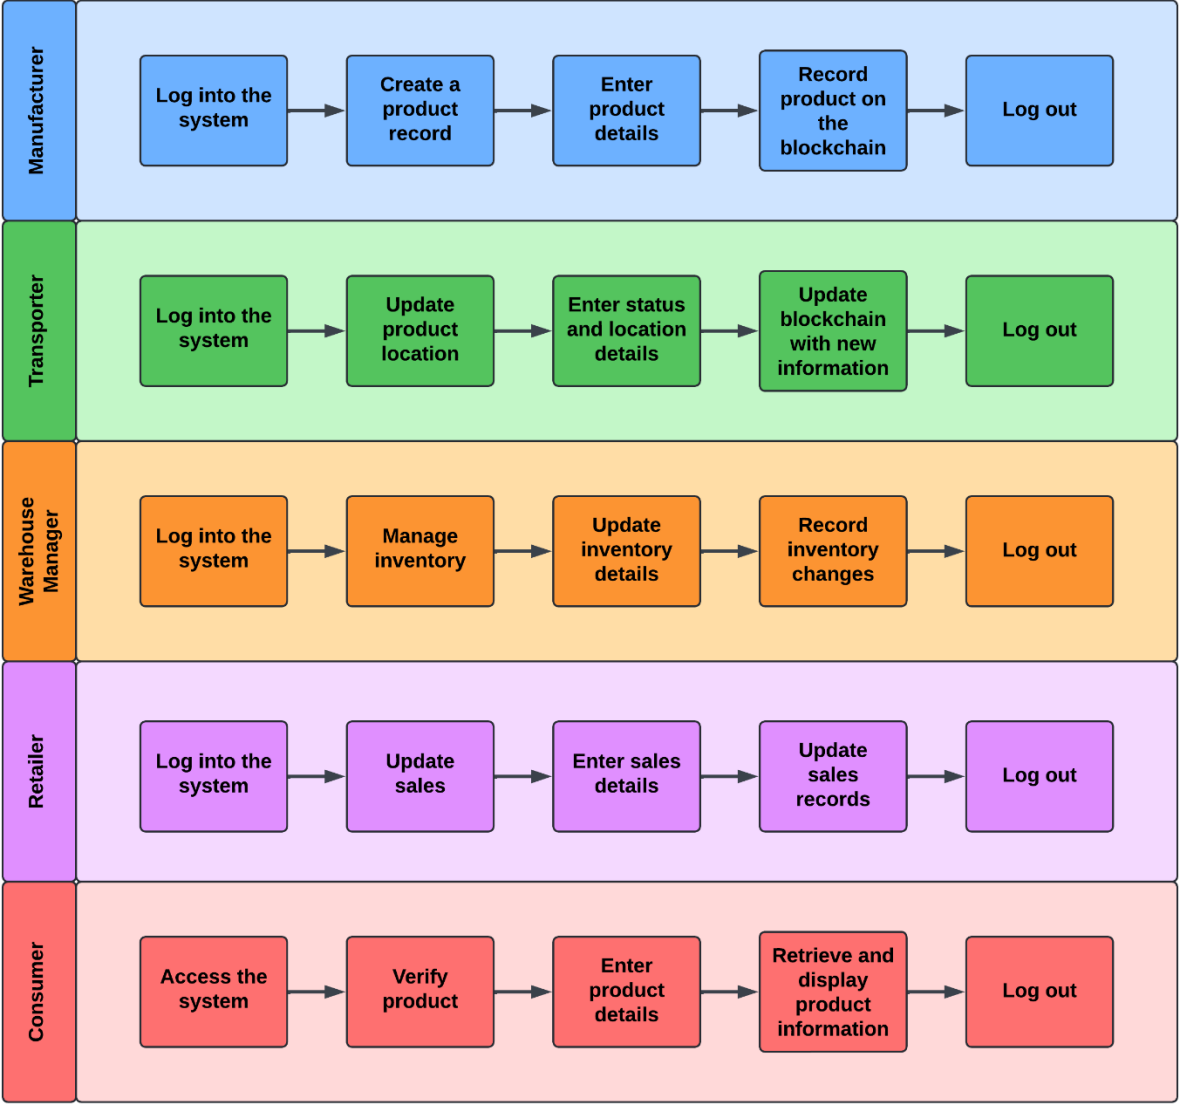 Manufacturer
Log into the
system
Create a
product
record
Enter
product
details
Record
product on
the
blockchain
Log out
Transporter
Log into the
system
Update
product
location
Enter status
and location
details
Update
blockchain
with new
information
Log out
Warehouse
Manager
Log into the
system
Manage
inventory
Update
inventory
details
Record
inventory
changes
Log out
Retailer
Log into the
system
Update
sales
Enter sales
details
Update
sales
records
Log out
Consumer
Access the
system
Verify
product
Enter
product
details
Retrieve and
display
product
information
Log out